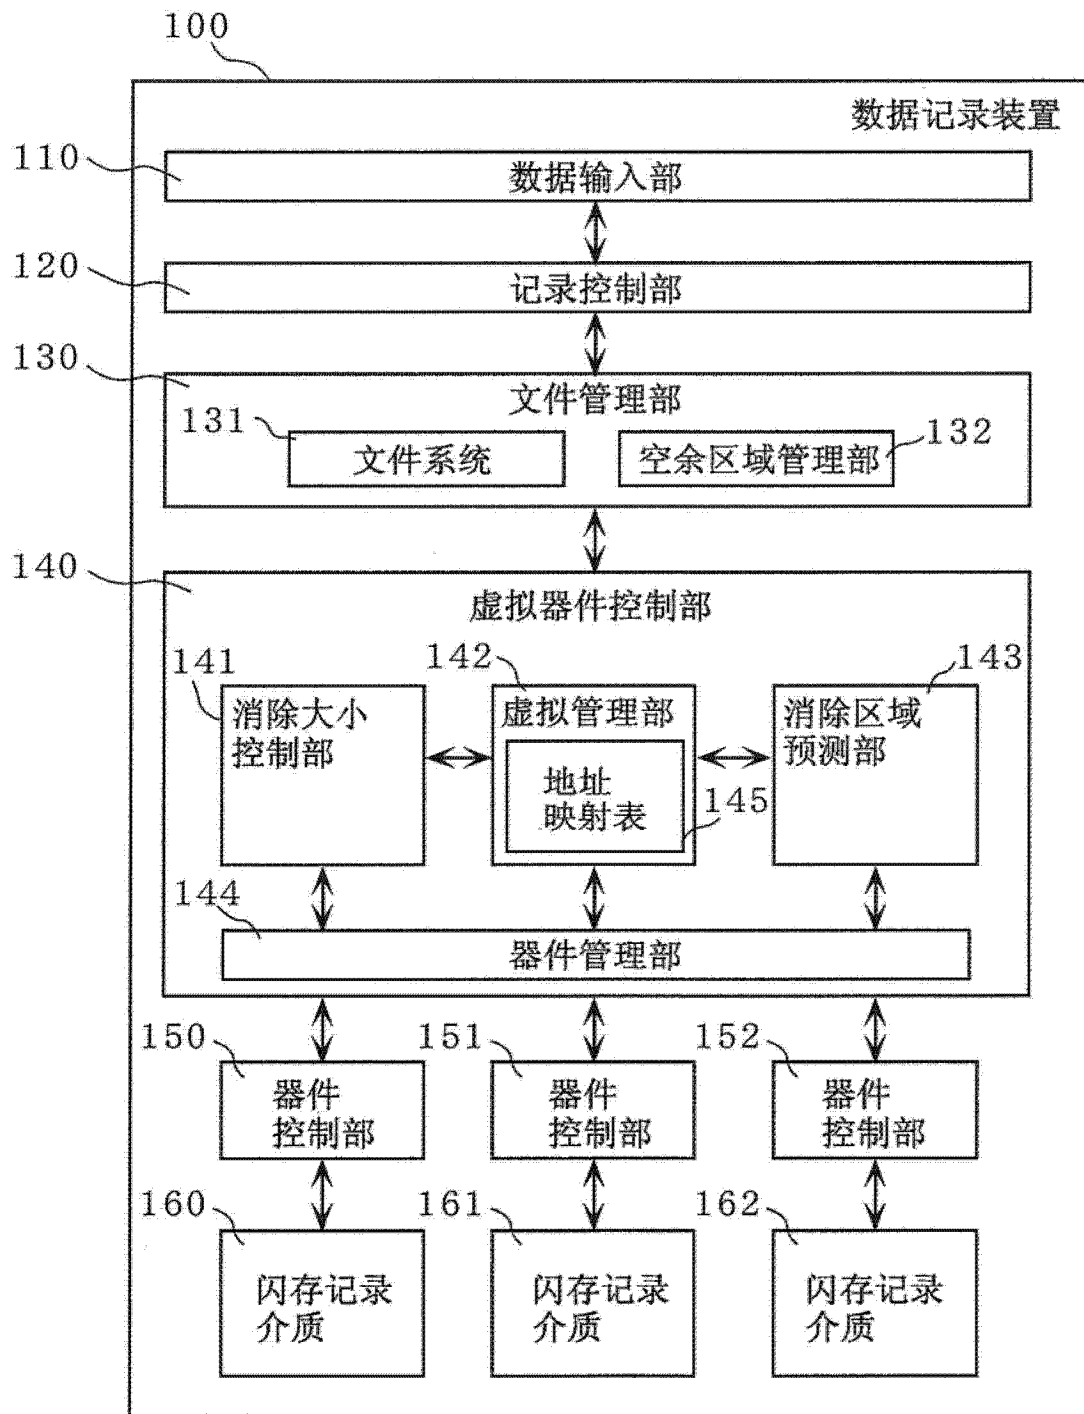 100
数据记录装置
110
数据输入部
120
记录控制部
130
文件管理部
131
文件系统
132
空余区域管理部
140
虚拟器件控制部
141
消除大小
控制部
142
虚拟管理部
地址
映射表
145
143
消除区域
预测部
144
器件管理部
150
器件
控制部
151
器件
控制部
152
器件
控制部
160
闪存记录
介质
161
闪存记录
介质
162
闪存记录
介质